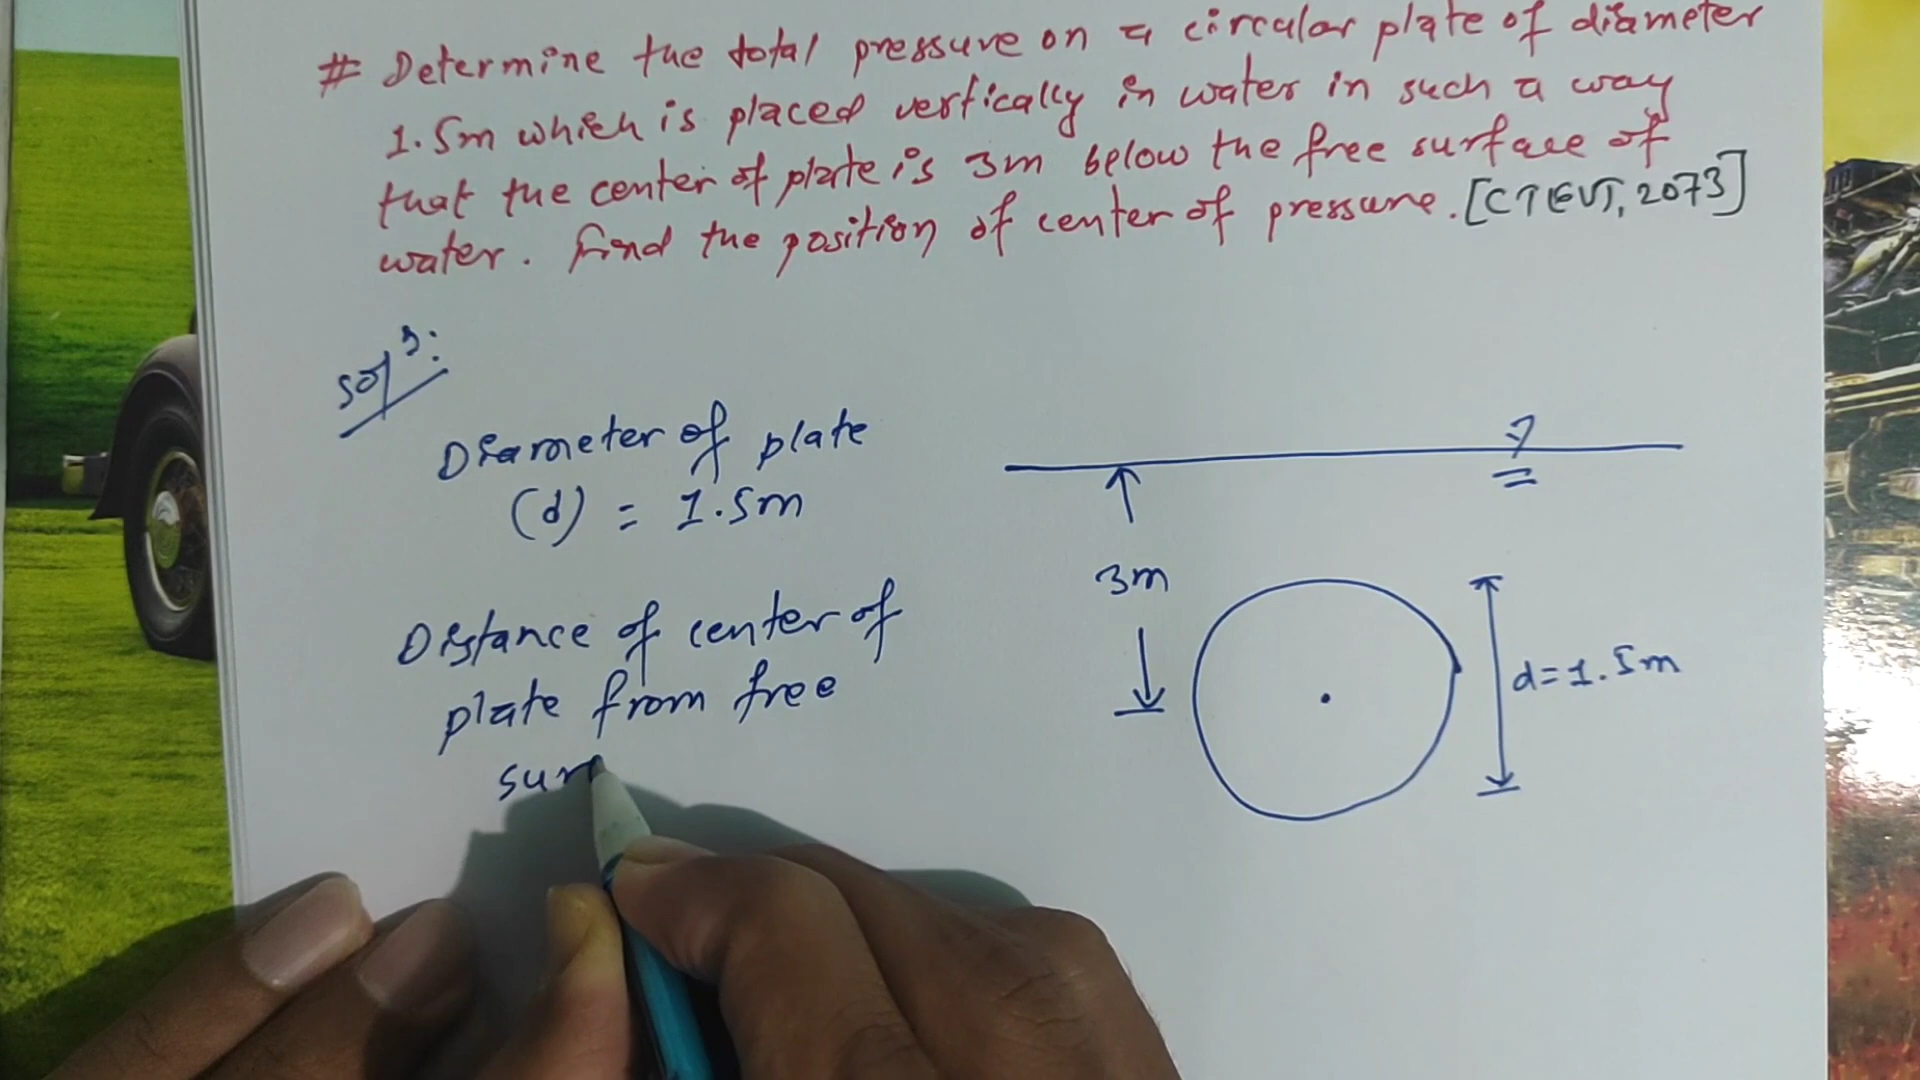 # Determine the total pressure on a circular plate of diameter
1.5m which is placed vertically in water in such a way
that the center of plate is 3m below the free surface of
water. Find the position of center of pressure. [CTEVT, 2073]
Solⁿ:
Diameter of plate
(d) = 1.5m
Distance of center of
plate from free
sur
3m
d=1.5m